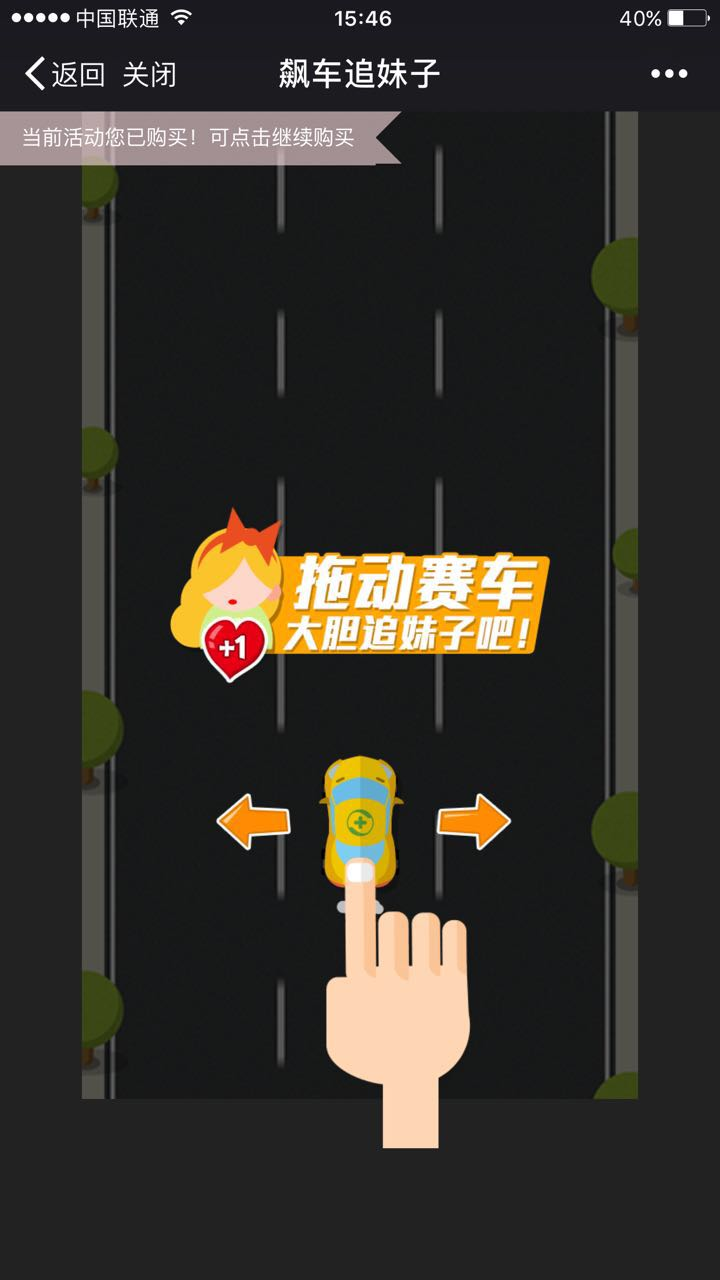 中国联通
15:46
40%
返回 关闭
飙车追妹子
当前活动您已购买！可点击继续购买
拖动赛车
大胆追妹子吧!
+1